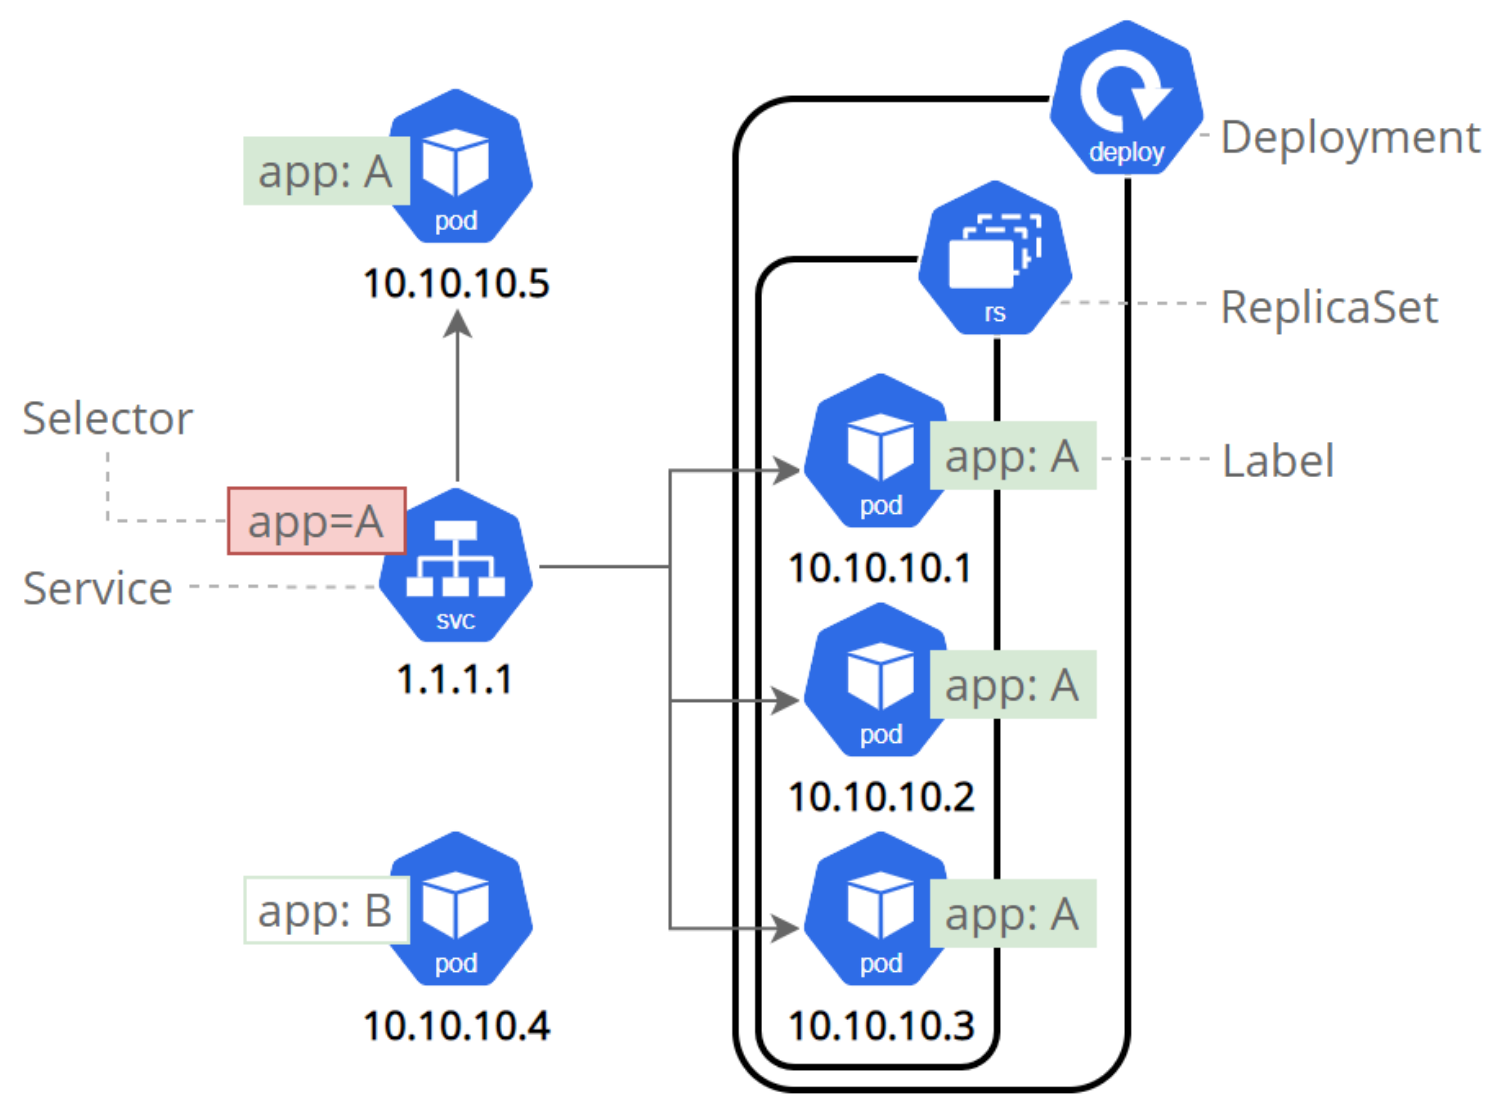 deploy
Deployment
app: A
pod
10.10.10.5
rs
ReplicaSet
Selector
app=A
Service
svc
1.1.1.1
pod
app: A
Label
10.10.10.1
pod
app: A
10.10.10.2
app: B
pod
10.10.10.4
pod
app: A
10.10.10.3